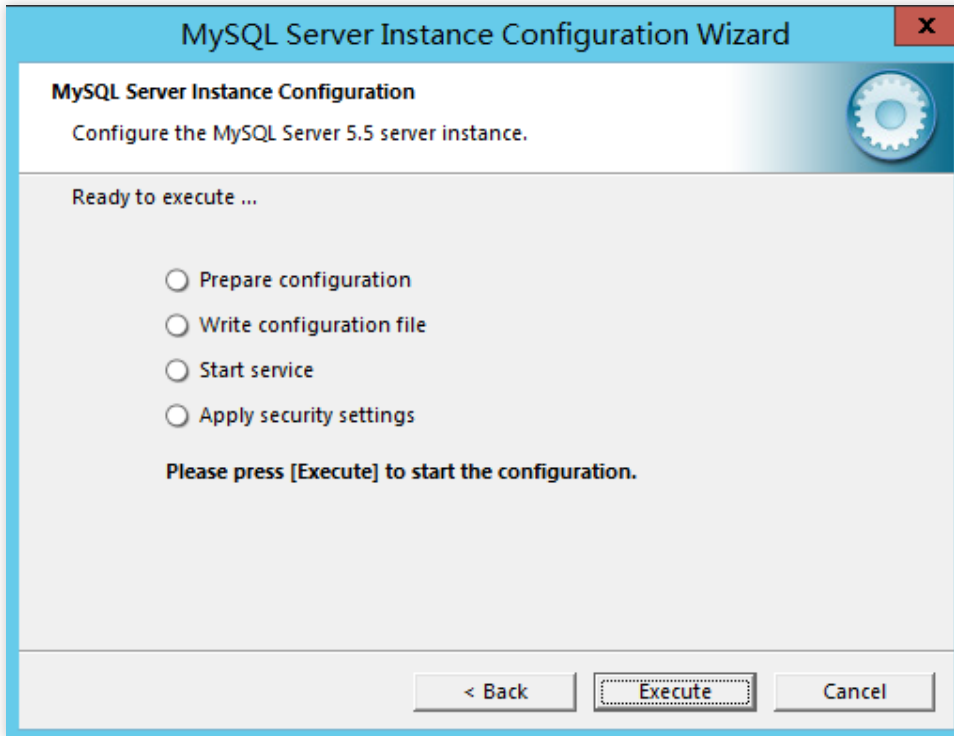 MySQL Server Instance Configuration Wizard
x
MySQL Server Instance Configuration
Configure the MySQL Server 5.5 server instance.
Ready to execute ...
Prepare configuration
Write configuration file
Start service
Apply security settings
Please press [Execute] to start the configuration.
< Back
Execute
Cancel